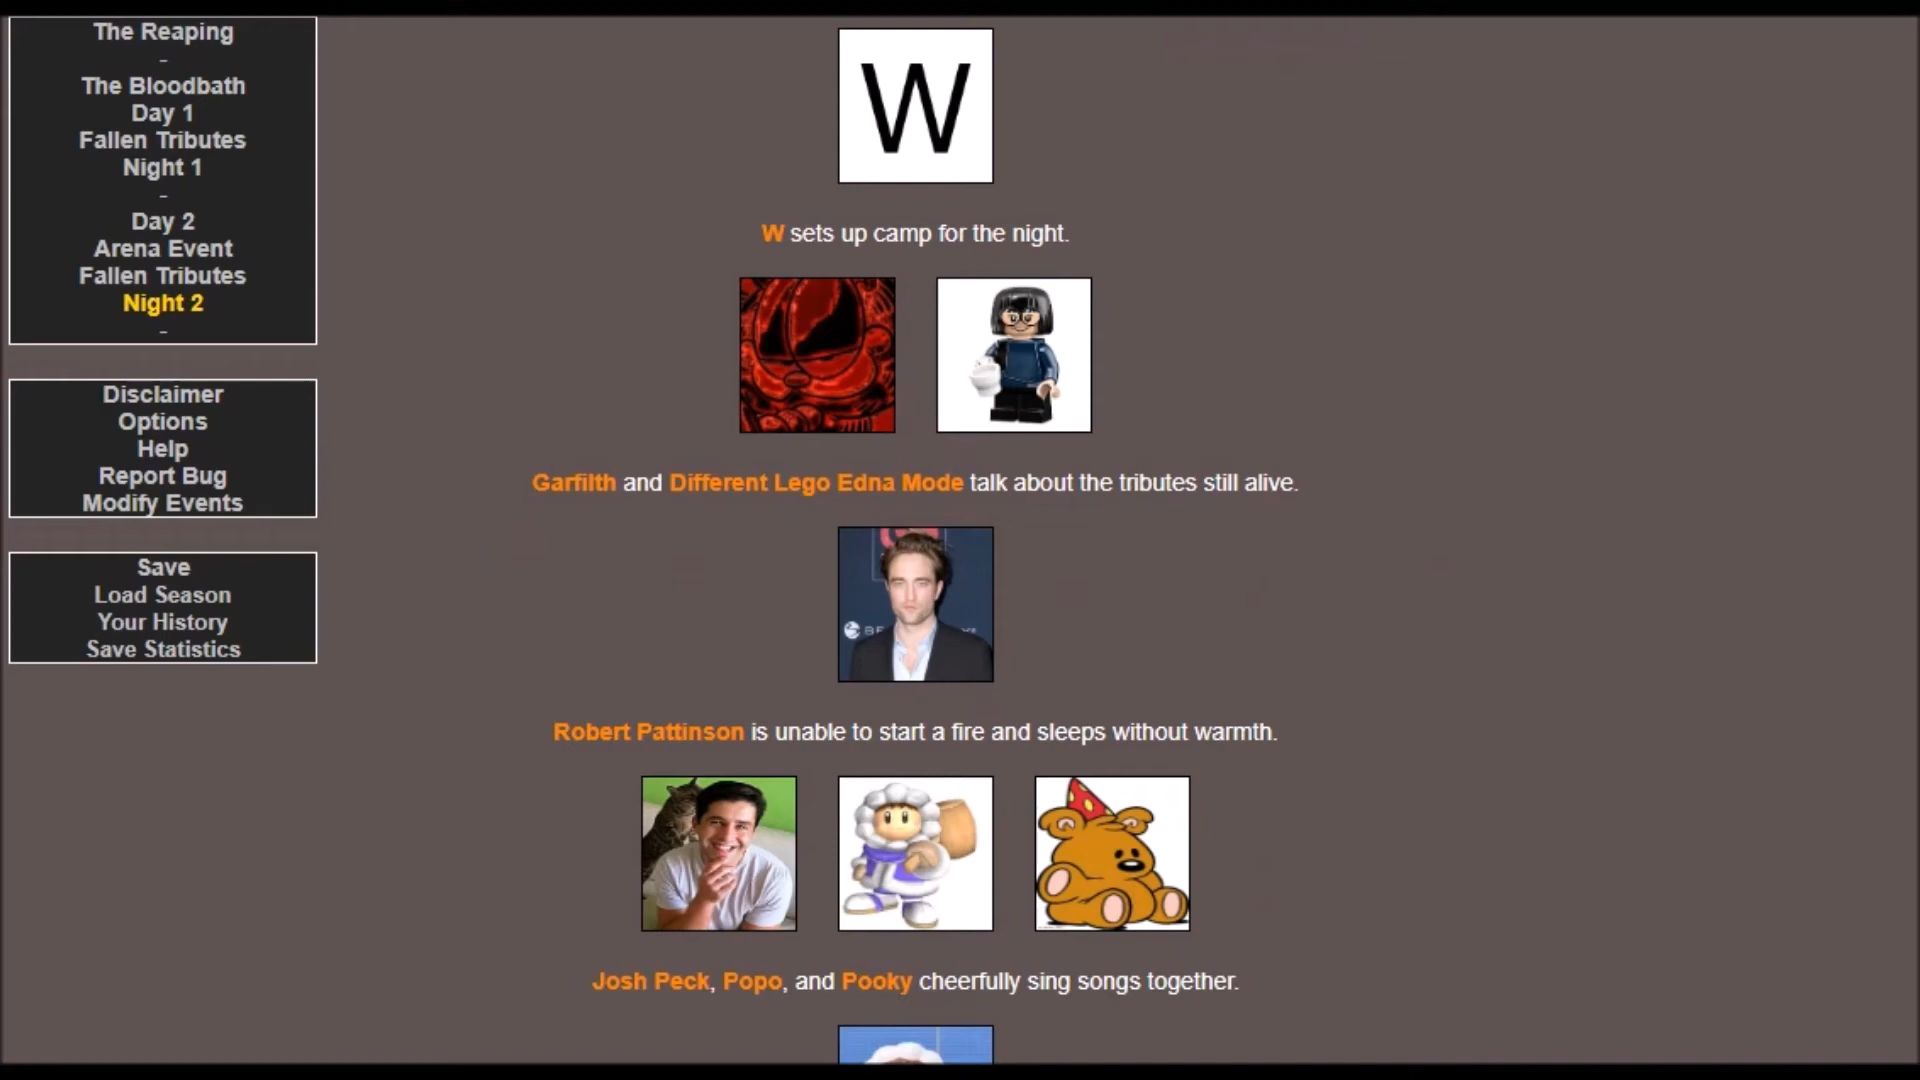 The Reaping
-
The Bloodbath
Day 1
Fallen Tributes
Night 1
-
Day 2
Arena Event
Fallen Tributes
Night 2
-
Disclaimer
Options
Help
Report Bug
Modify Events
Save
Load Season
Your History
Save Statistics
W
W sets up camp for the night.
Garfilth and Different Lego Edna Mode talk about the tributes still alive.
Robert Pattinson is unable to start a fire and sleeps without warmth.
Josh Peck, Popo, and Pooky cheerfully sing songs together.